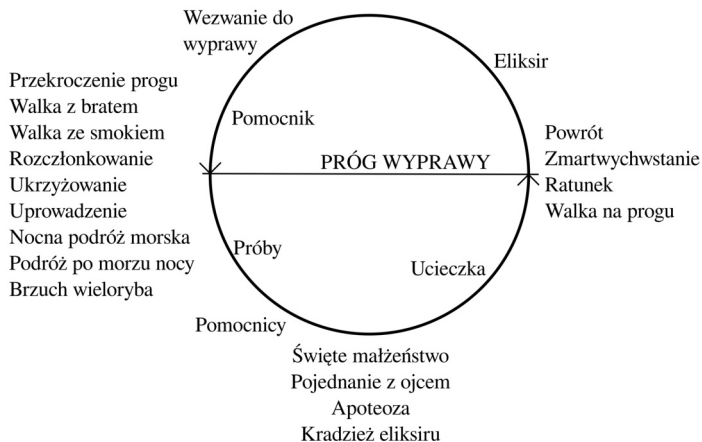 Wezwanie do
wyprawy
Eliksir
Przekroczenie progu
Walka z bratem
Walka ze smokiem
Rozczłonkowanie
Ukrzyżowanie
Uprowadzenie
Nocna podróż morska
Podróż po morzu nocy
Brzuch wieloryba
Pomocnik
PRÓG WYPRAWY
Powrót
Zmartwychwstanie
Ratunek
Walka na progu
Próby
Ucieczka
Pomocnicy
Święte małżeństwo
Pojednanie z ojcem
Apoteoza
Kradzież eliksiru